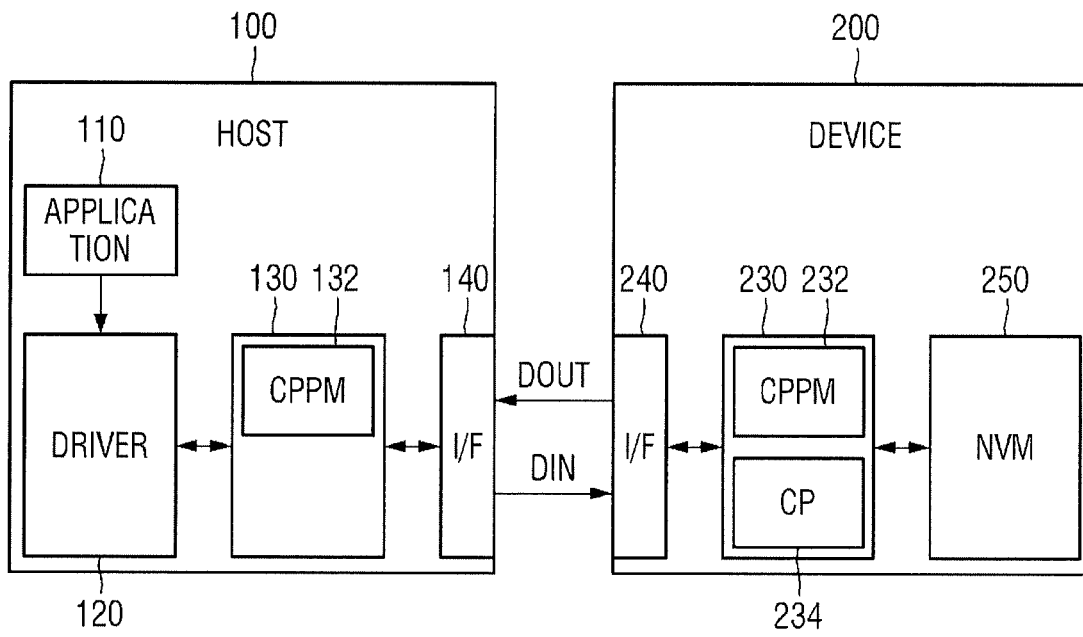 100
200
HOST
DEVICE
110
APPLICA
TION
130
132
140
240
230
232
250
DRIVER
CPPM
I/F
DOUT
DIN
I/F
CPPM
CP
NVM
120
234